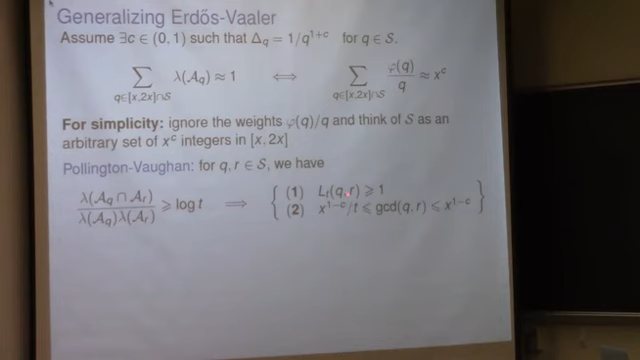 Generalizing Erdős-Vaaler
Assume ∃c ∈ (0, 1) such that Δ_q = 1/q^{1+c} for q ∈ S.
∑_{q∈[x,2x]∩S} λ(A_q) ≈ 1 ⟺ ∑_{q∈[x,2x]∩S} φ(q)/q ≈ x^c
For simplicity: ignore the weights φ(q)/q and think of S as an
arbitrary set of x^c integers in [x, 2x]
Pollington-Vaughan: for q, r ∈ S, we have
λ(A_q ∩ A_r)/λ(A_q)λ(A_r) ⩾ log t ⟹ { (1) L_t(q, r) ⩾ 1
(2) x^{1−c}/t ⩽ gcd(q, r) ⩽ x^{1−c} }